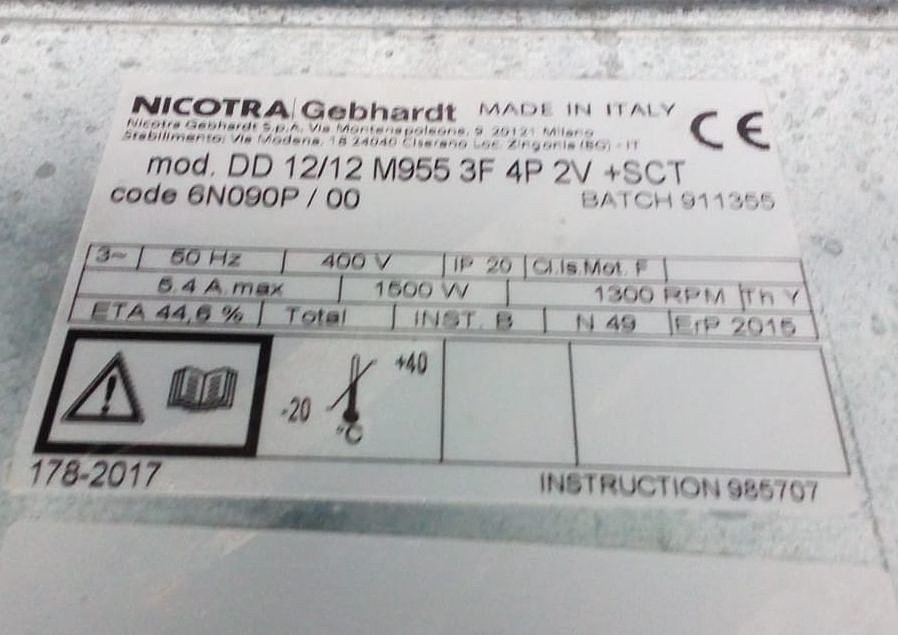 NICOTRA Gebhardt MADE IN ITALY CE
Nicotra Gebhardt S.p.A. Via Montenapoleone, 9 20121 Milano
Stabilimento: Via Modena, 18 24040 Ciserano Loc. Zingonia (BG) - IT
mod. DD 12/12 M955 3F 4P 2V +SCT
code 6N090P / 00 BATCH 911355
3~ 50 Hz 400 V IP 20 Cl.Is.Mot. F
5.4 A.max 1500 W 1300 RPM Th Y
ETA 44,6 % Total INST. B N 49 ErP 2015
-20 +40
°C
178-2017 INSTRUCTION 985707